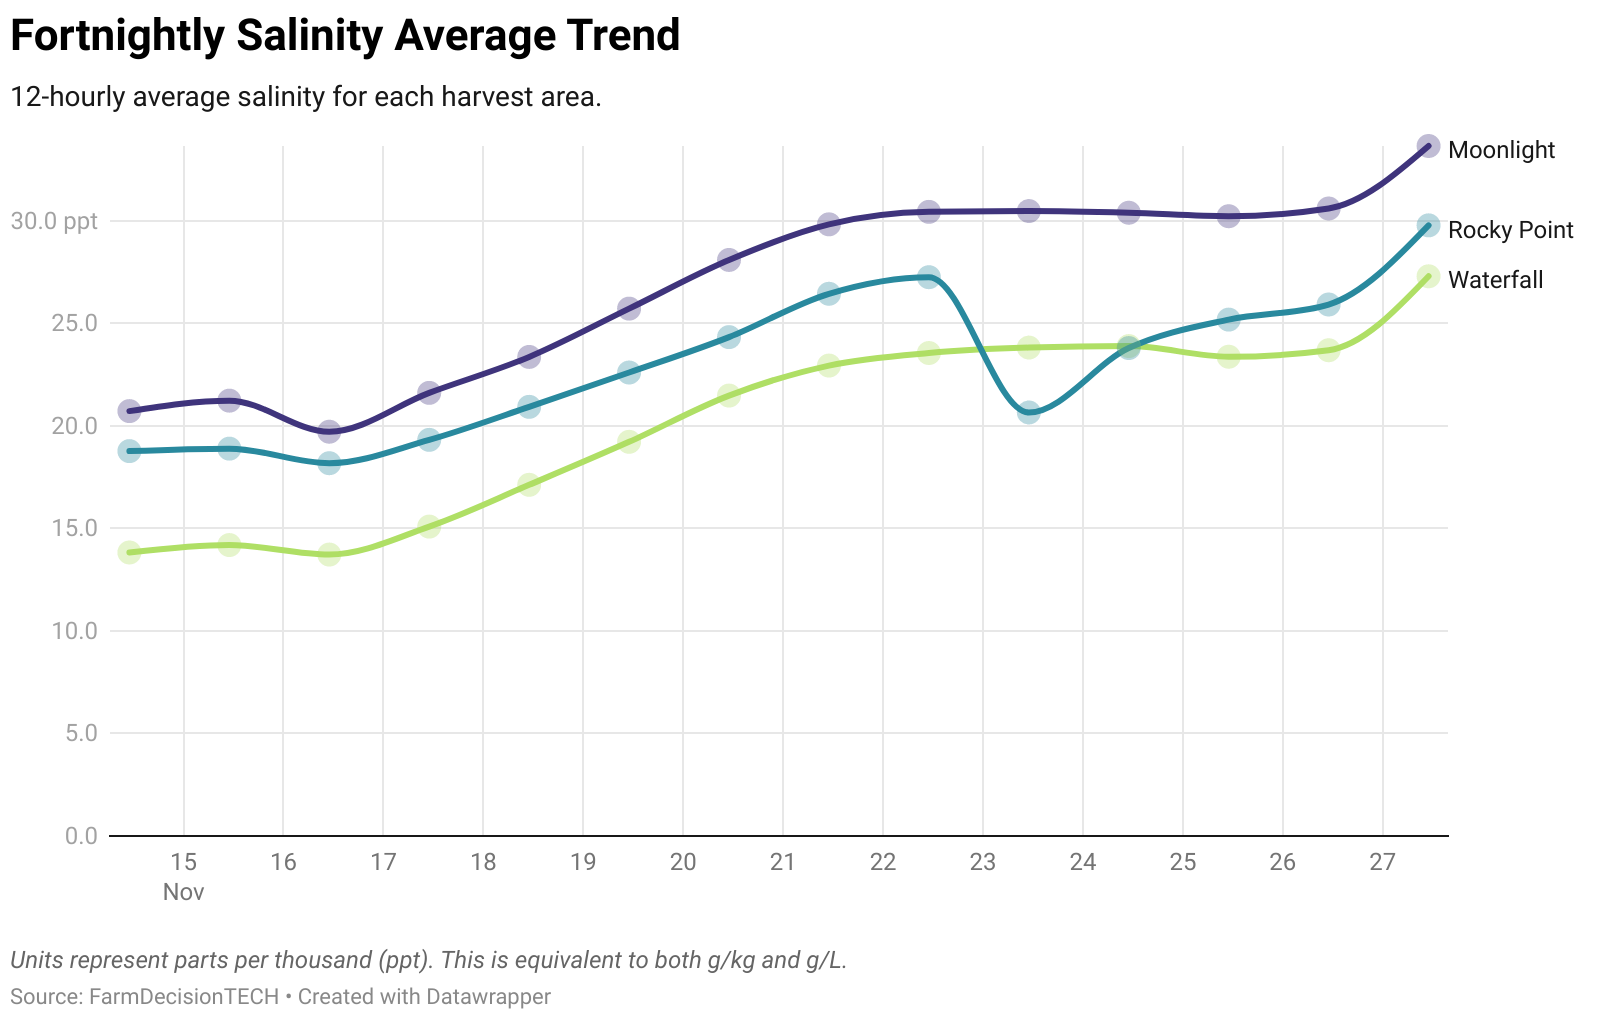 Fortnightly Salinity Average Trend
12-hourly average salinity for each harvest area.
Moonlight
30.0 ppt
Rocky Point
Waterfall
25.0
20.0
15.0
10.0
5.0
0.0
15 16 17 18 19 20 21 22 23 24 25 26 27
Nov
Units represent parts per thousand (ppt). This is equivalent to both g/kg and g/L.
Source: FarmDecisionTECH • Created with Datawrapper